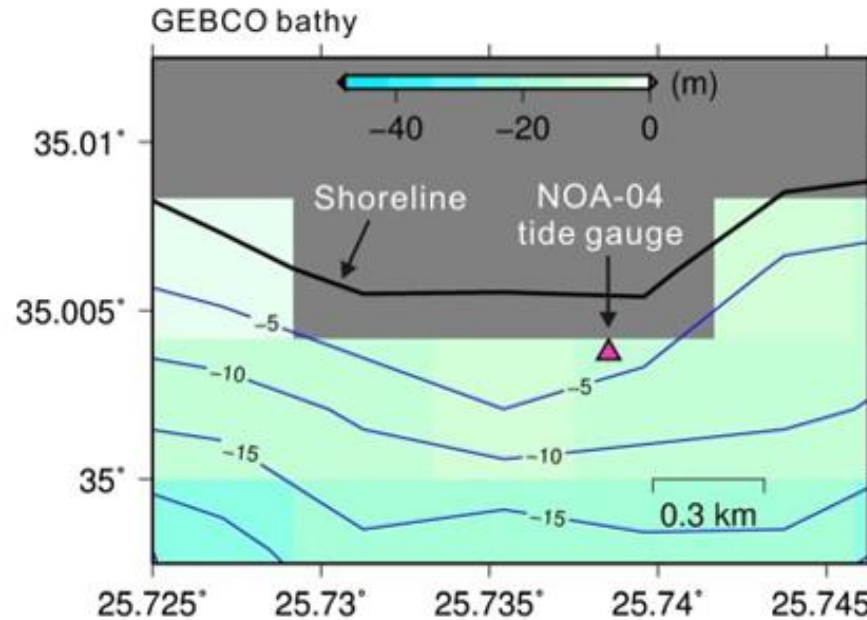 GEBCO bathy
(m)
−40 −20 0
35.01°
Shoreline
NOA-04
tide gauge
35.005°
−5
−10
−5
−15
−10
35°
−15
0.3 km
25.725° 25.73° 25.735° 25.74° 25.745